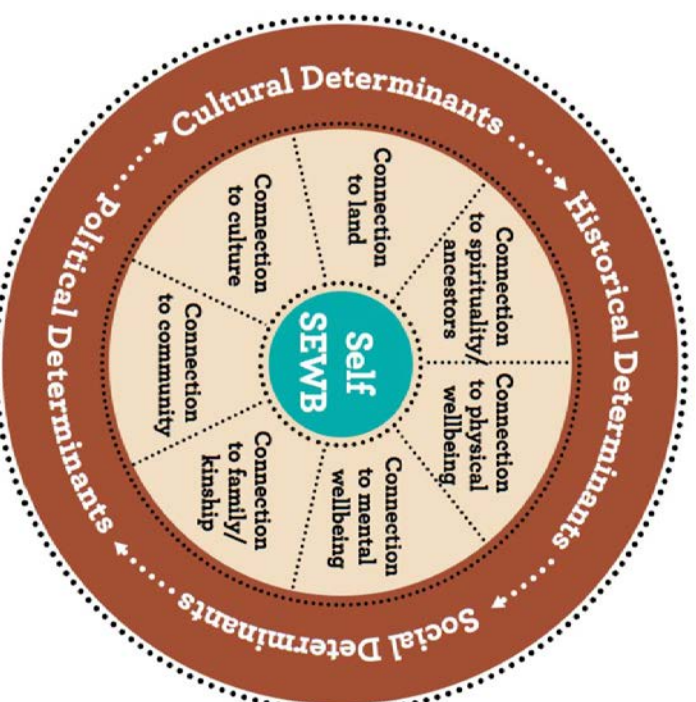 Self
SEWB
Connection
to physical
wellbeing
Connection
to mental
wellbeing
Connection
to family/
kinship
Connection
to community
Connection
to culture
Connection
to land
Connection
to spirituality/
ancestors
Historical Determinants
Social Determinants
Political Determinants
Cultural Determinants